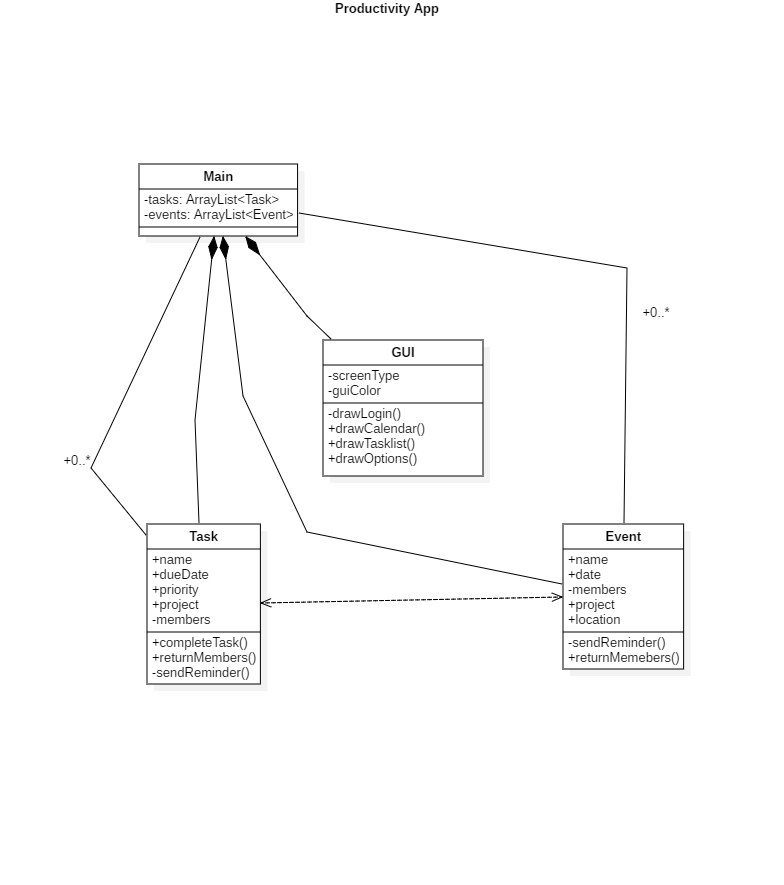 Productivity App
Main
-tasks: ArrayList<Task>
-events: ArrayList<Event>
+0..*
GUI
-screenType
-guiColor
-drawLogin()
+drawCalendar()
+drawTasklist()
+drawOptions()
+0..*
Task
+name
+dueDate
+priority
+project
-members
+completeTask()
+returnMembers()
-sendReminder()
Event
+name
+date
-members
+project
+location
-sendReminder()
+returnMemebers()